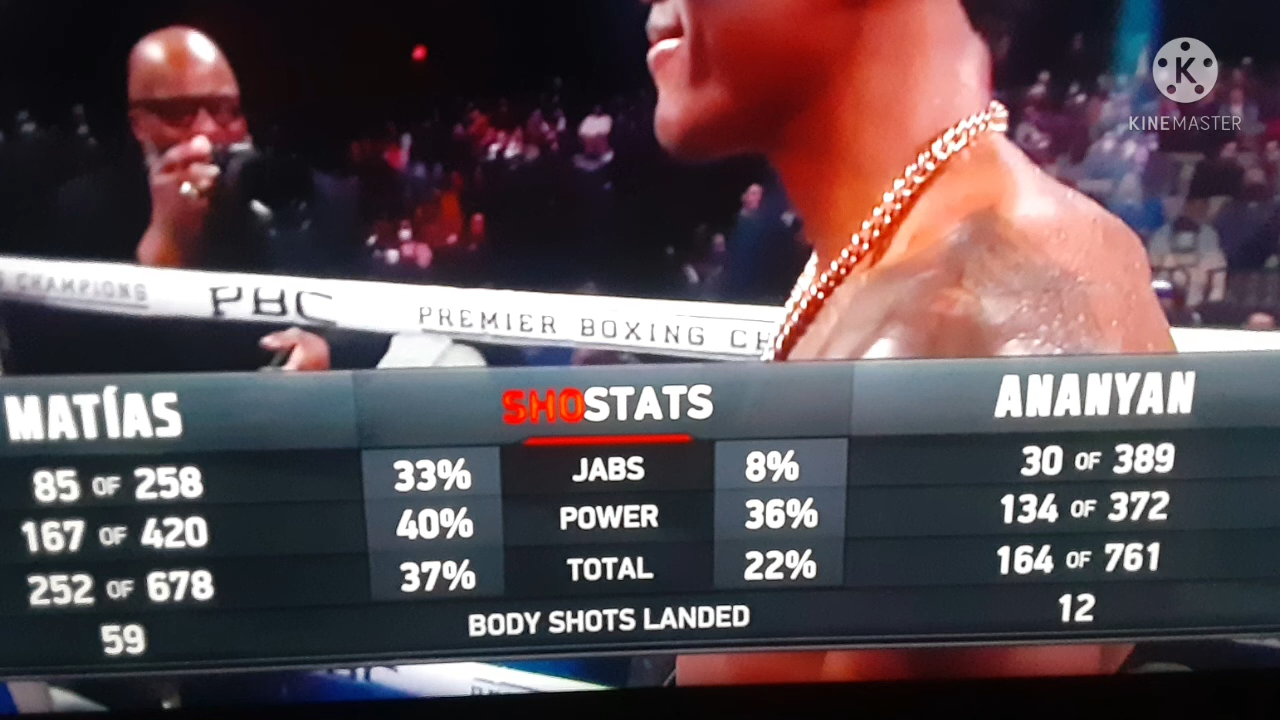 K
KINEMASTER
CHAMPIONS PBC PREMIER BOXING CH
MATÍAS SHOSTATS ANANYAN
85 OF 258 33% JABS 8% 30 OF 389
167 OF 420 40% POWER 36% 134 OF 372
252 OF 678 37% TOTAL 22% 164 OF 761
59 BODY SHOTS LANDED 12